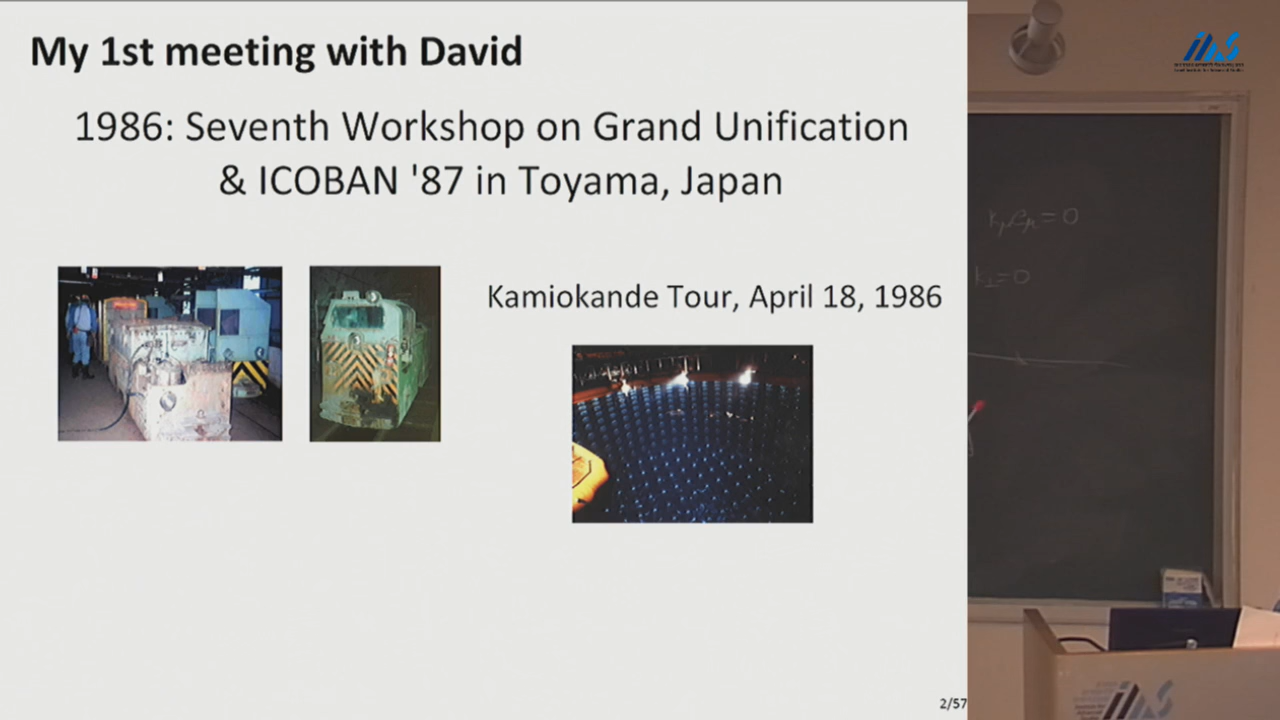 My 1st meeting with David
1986: Seventh Workshop on Grand Unification
& ICOBAN '87 in Toyama, Japan
Kamiokande Tour, April 18, 1986
2/57